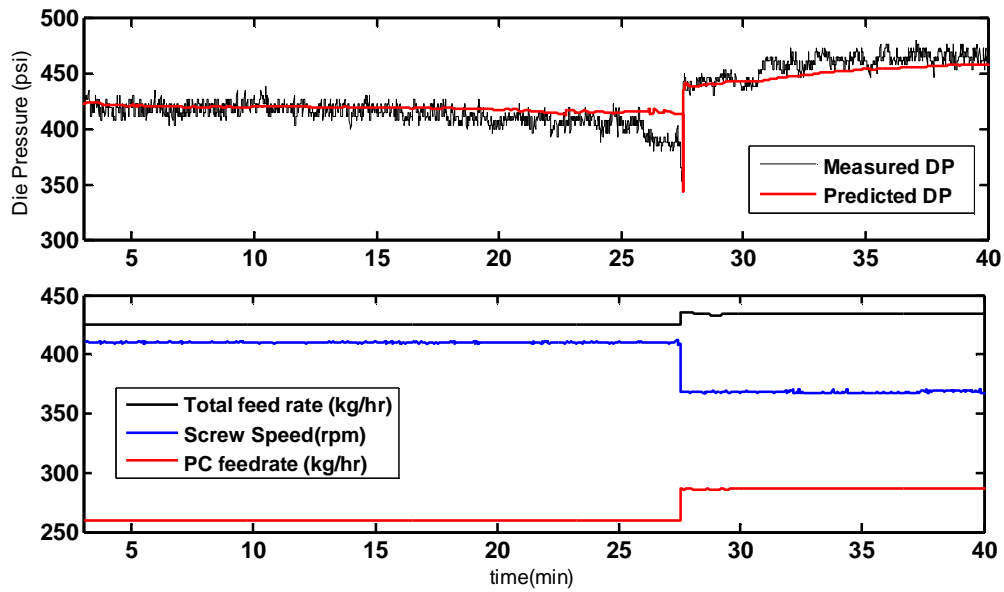 500
450
400
350
300
Die Pressure (psi)
Measured DP
Predicted DP
5 10 15 20 25 30 35 40
450
400
350
300
250
Total feed rate (kg/hr)
Screw Speed(rpm)
PC feedrate (kg/hr)
5 10 15 20 25 30 35 40
time(min)